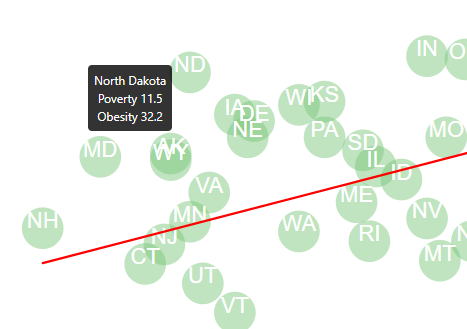 IN
O
ND
North Dakota
Poverty 11.5
Obesity 32.2
KS
WI
IA
DE
NE
PA
MO
SD
MD
AK
WY
IL
ID
VA
ME
MN
NH
NV
WA
RI
NJ
CT
MT
UT
VT